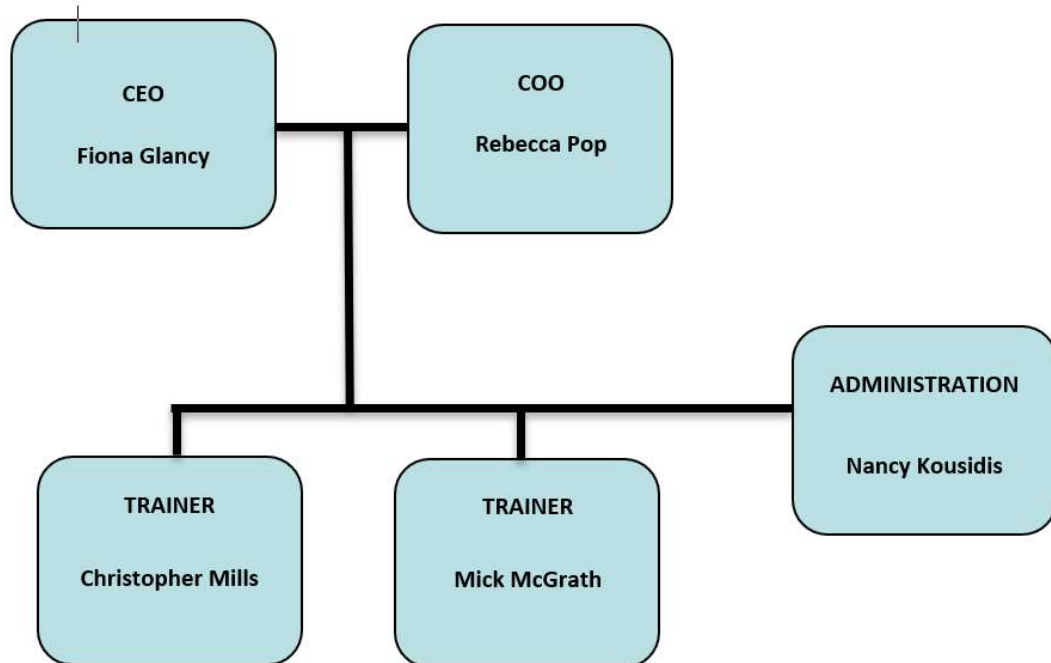 CEO
Fiona Glancy
COO
Rebecca Pop
ADMINISTRATION
Nancy Kousidis
TRAINER
Christopher Mills
TRAINER
Mick McGrath